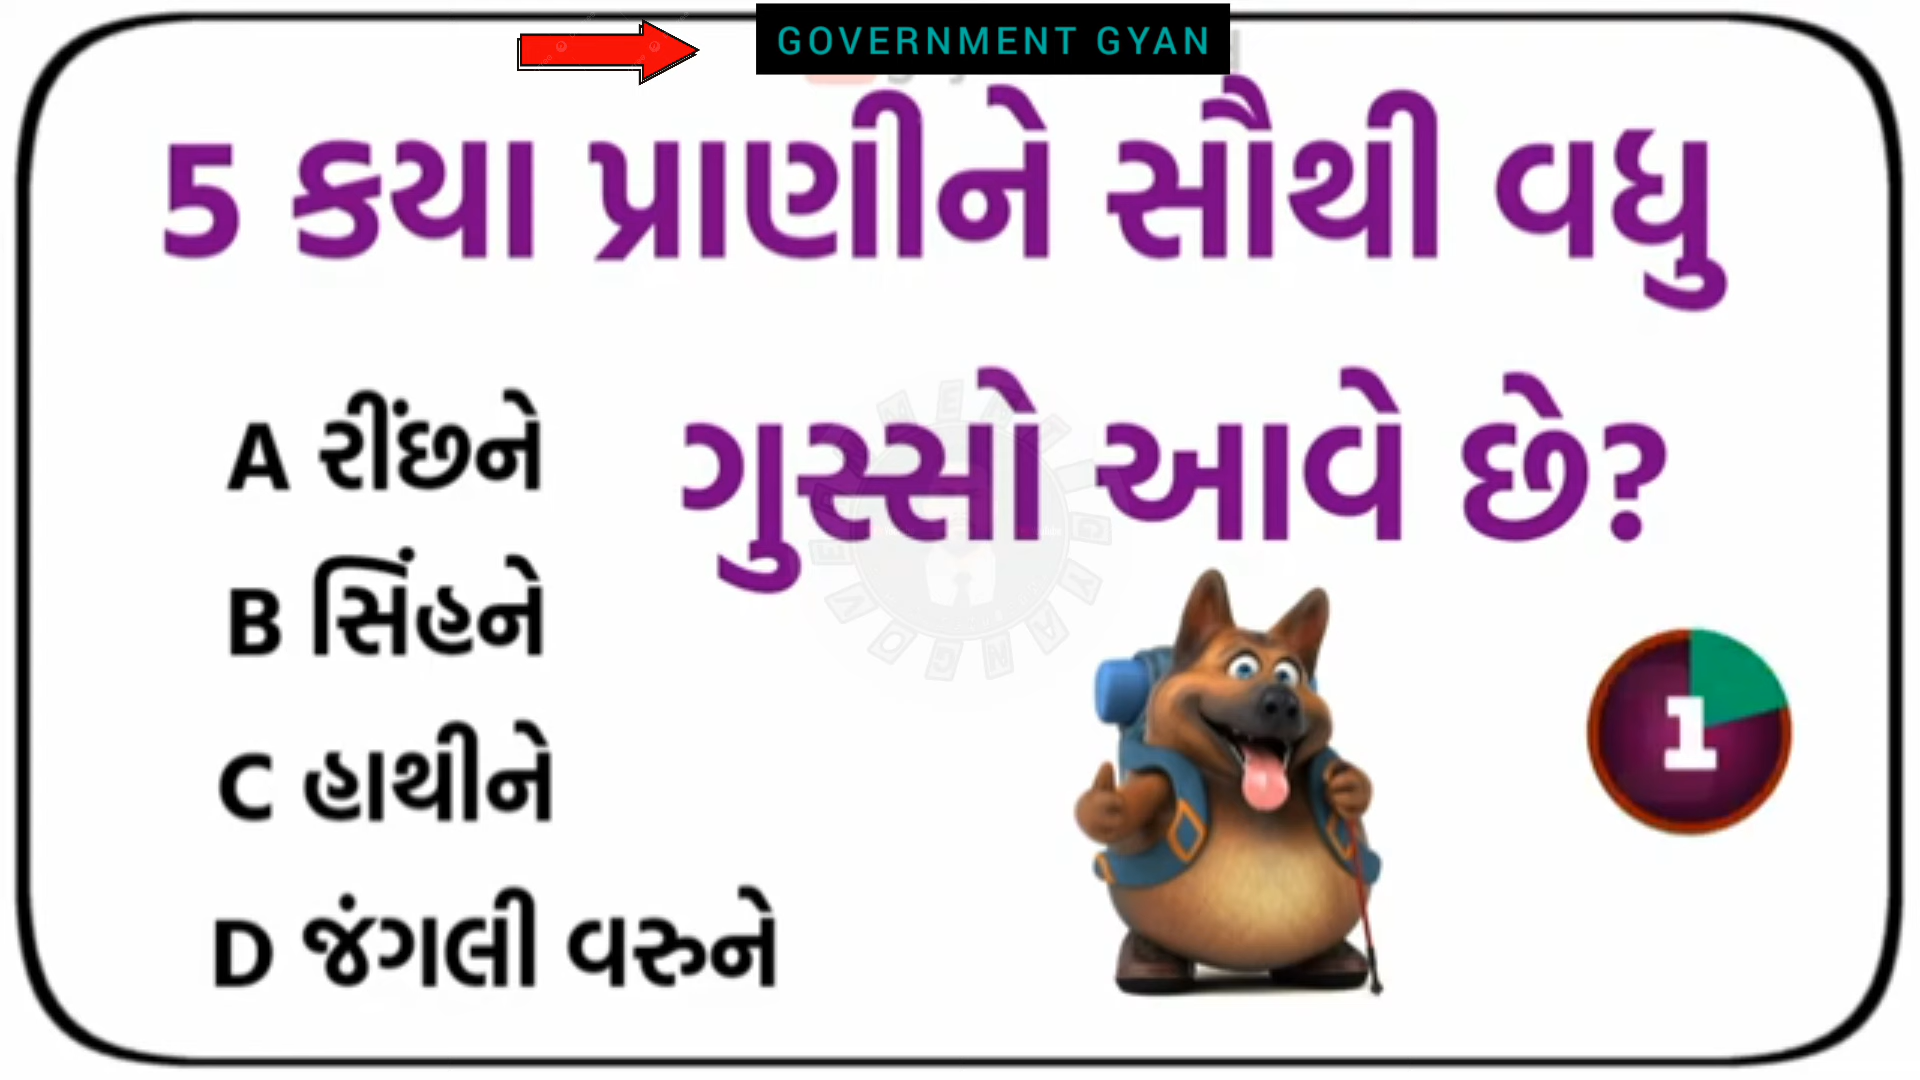 GOVERNMENT GYAN
5 કયા પ્રાણીને સૌથી વધુ
ગુસ્સો આવે છે?
A રીંછને
B સિંહને
C હાથીને
D જંગલી વરુને
1